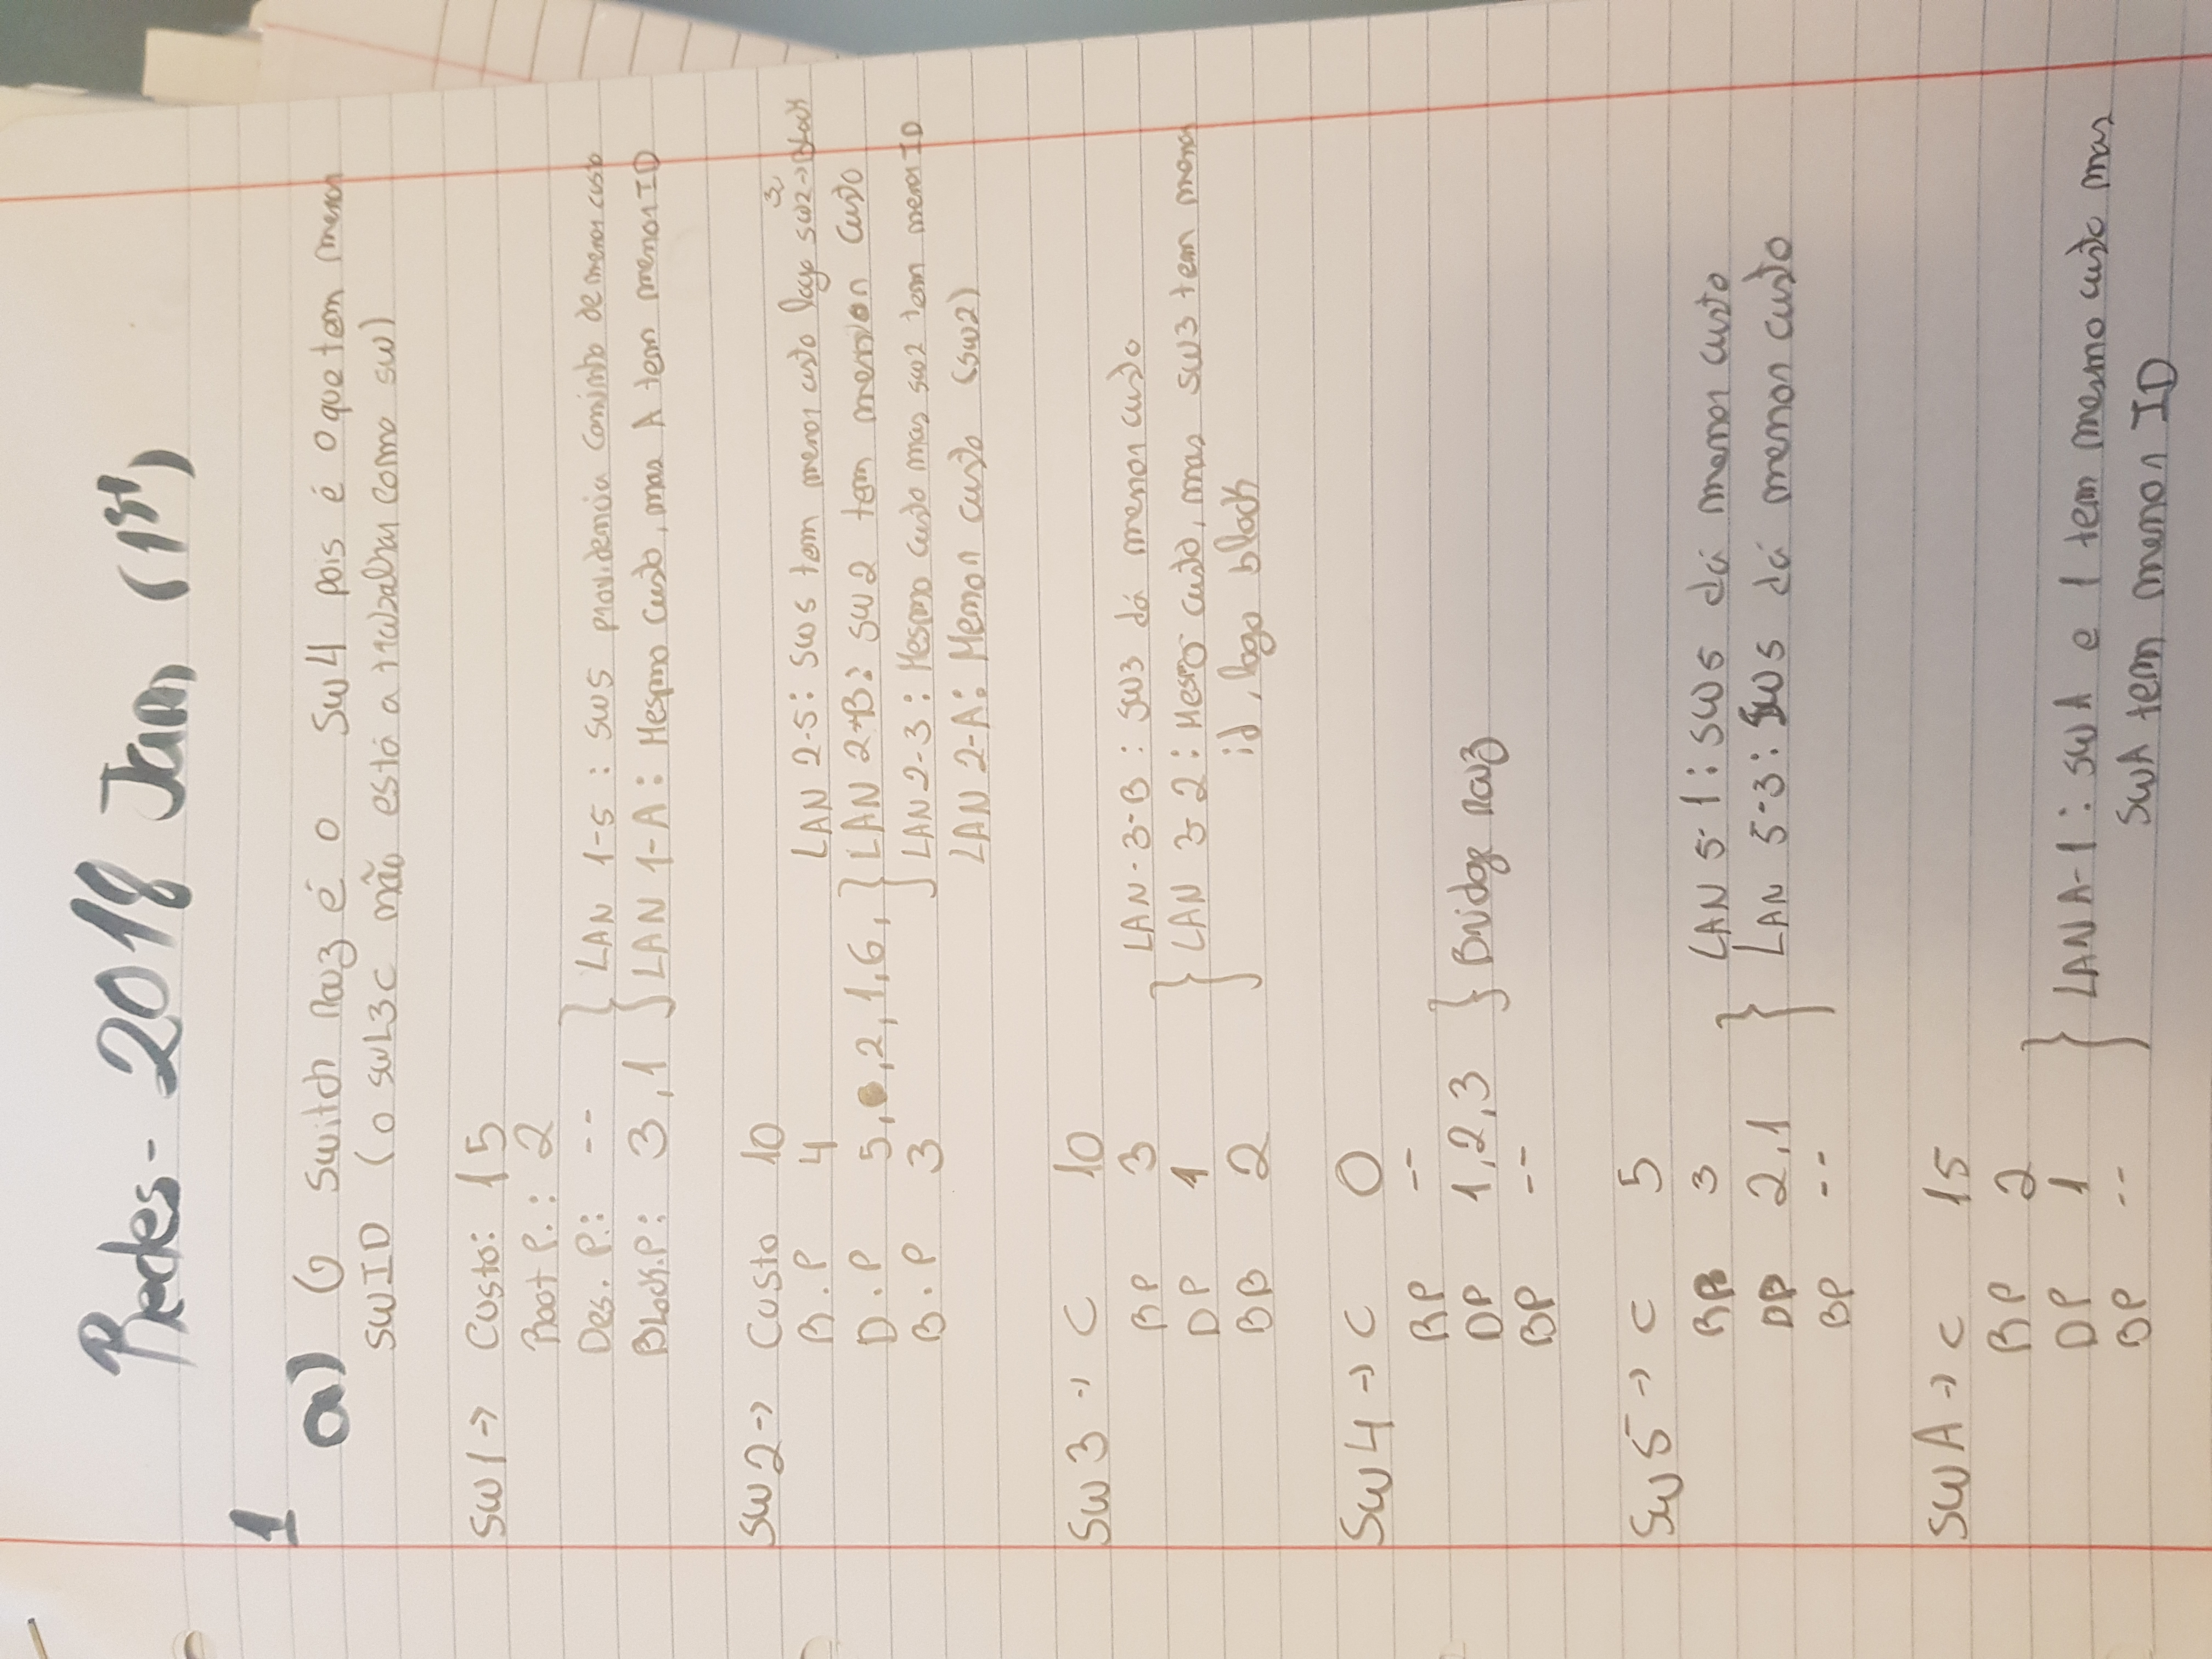 Redes - 2018 Jan (1st)
1
a) O switch raiz é o SW4 pois é o que tem menor
SWID (o SWL3C não está a trabalhar como sw)
SW1 -> Custo: 15
Root P.: 2
Des. P.: -- } LAN 1-5 : SW5 providencia caminho de menor custo
Block.P: 3,1 } LAN 1-A : Mesmo custo, mas A tem menor ID
SW2 -> Custo 10
R.P 4 LAN 2-5: SW5 tem menor custo logo sw2->Block 3
D.P 5, 2, 1, 6, } LAN 2-B: SW2 tem menor custo
B.P 3 LAN 2-3 : Mesmo custo mas sw2 tem menor ID
LAN 2-A: Menor custo (sw2)
SW3 -> C 10
RP 3 LAN-3-B : SW3 dá menor custo
DP 1 } LAN 3-2: Mesmo custo, mas sw3 tem menor
BB 2 id, logo block
SW4 -> C 0
RP --
DP 1,2,3 } Bridge raiz
BP --
SW5 -> C 5
RP 3 LAN 5-1: SW5 dá menor custo
DP 2,1 } LAN 5-3: SW5 dá menor custo
BP --
SWA -> C 15
RP 2
DP 1 } LAN A-1 : SWA e 1 tem mesmo custo mas
BP -- SWA tem menor ID